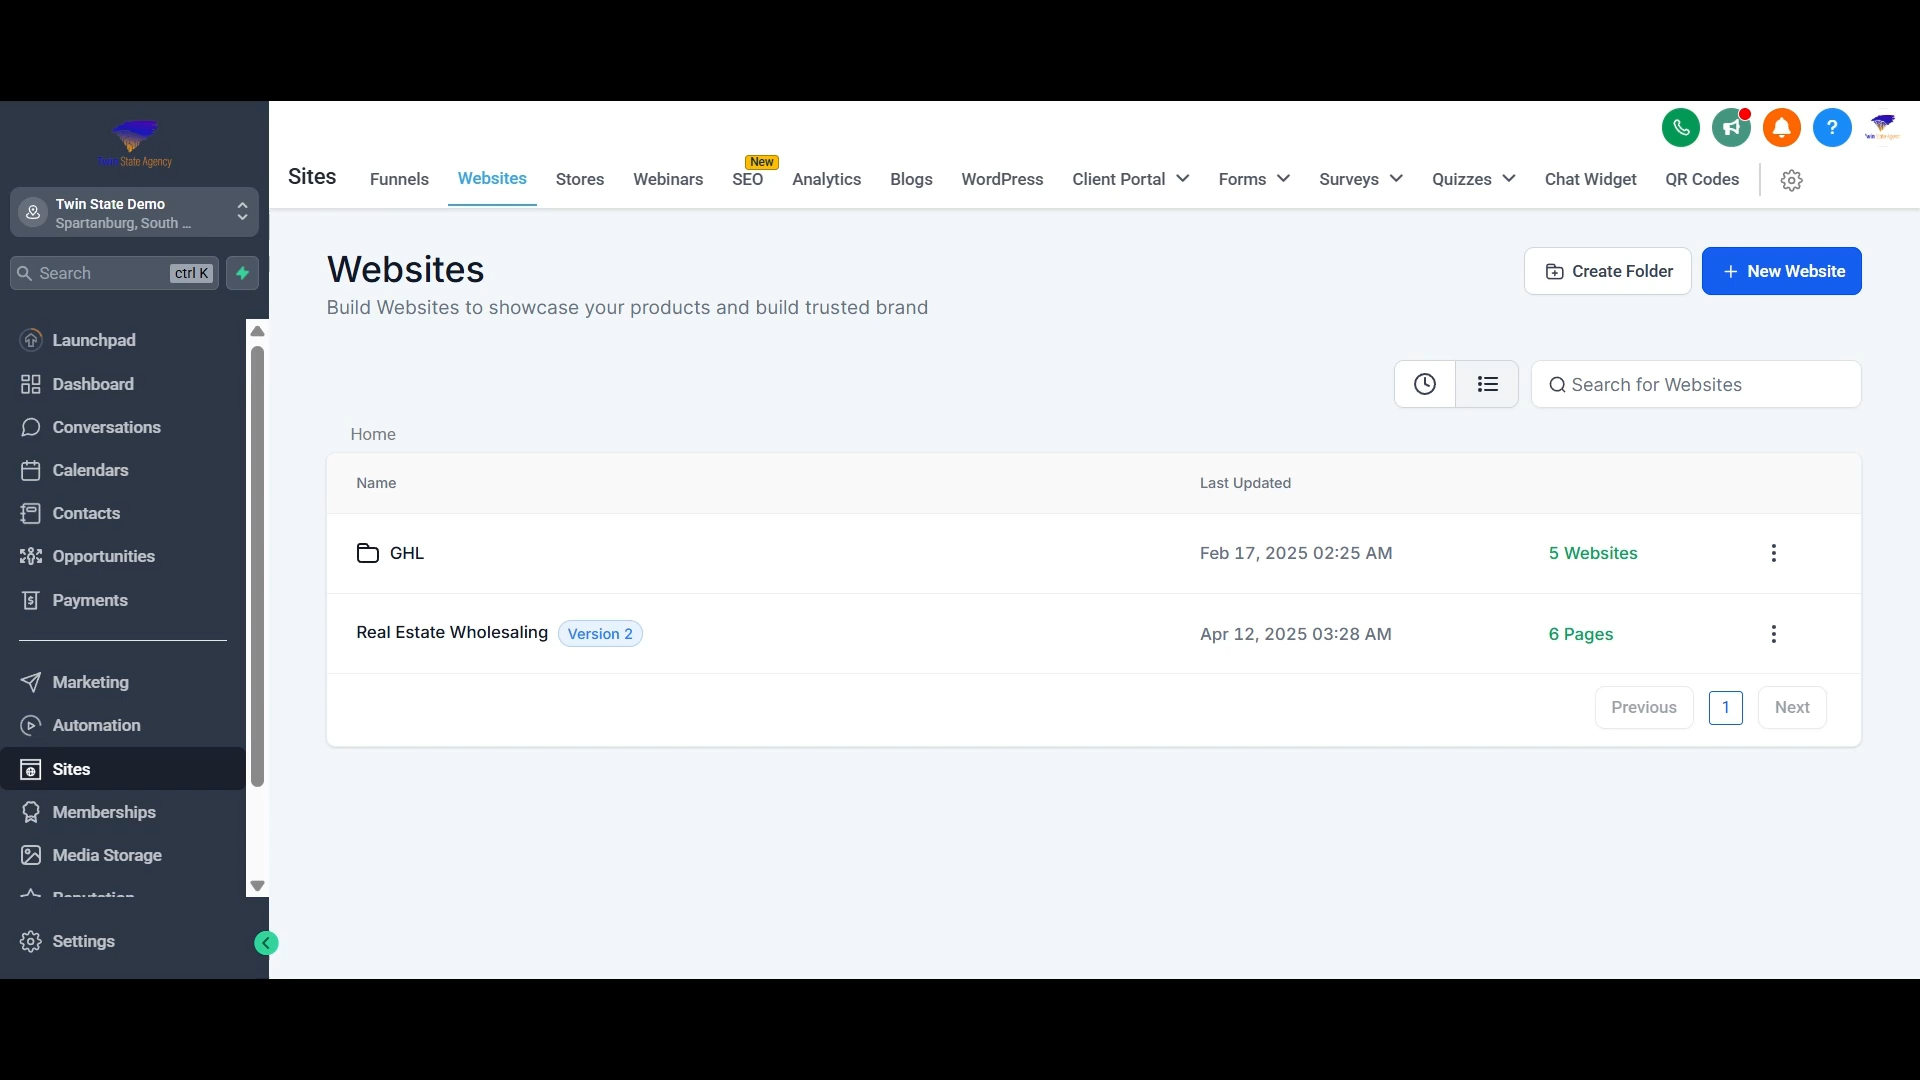 Twin State Agency
Twin State Demo
Spartanburg, South ...
Search ctrl K
Launchpad
Dashboard
Conversations
Calendars
Contacts
Opportunities
Payments
Marketing
Automation
Sites
Memberships
Media Storage
Reputation
Settings
Sites Funnels Websites Stores Webinars SEO New Analytics Blogs WordPress Client Portal Forms Surveys Quizzes Chat Widget QR Codes
Websites
Build Websites to showcase your products and build trusted brand
Create Folder
+ New Website
Search for Websites
Home
Name Last Updated
GHL Feb 17, 2025 02:25 AM 5 Websites
Real Estate Wholesaling Version 2 Apr 12, 2025 03:28 AM 6 Pages
Previous 1 Next